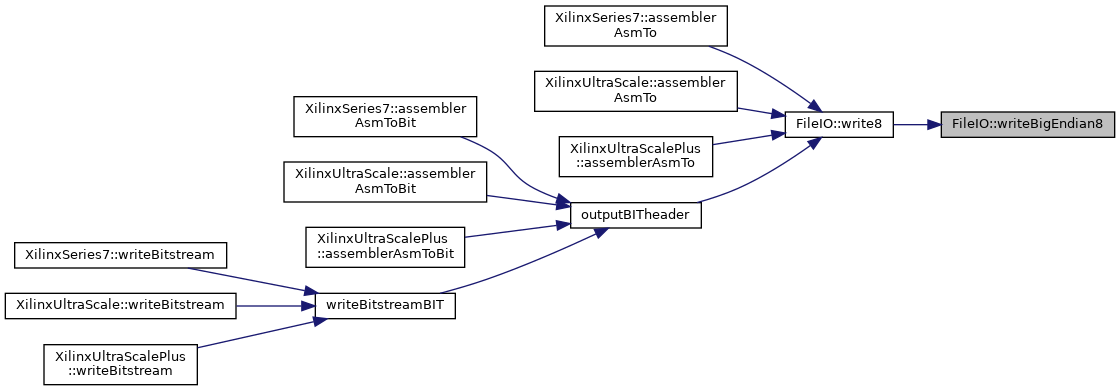 XilinxSeries7::assembler
AsmTo
XilinxUltraScale::assembler
AsmTo
XilinxSeries7::assembler
AsmToBit
FileIO::write8
FileIO::writeBigEndian8
XilinxUltraScalePlus
::assemblerAsmTo
XilinxUltraScale::assembler
AsmToBit
outputBITheader
XilinxUltraScalePlus
::assemblerAsmToBit
XilinxSeries7::writeBitstream
XilinxUltraScale::writeBitstream
writeBitstreamBIT
XilinxUltraScalePlus
::writeBitstream